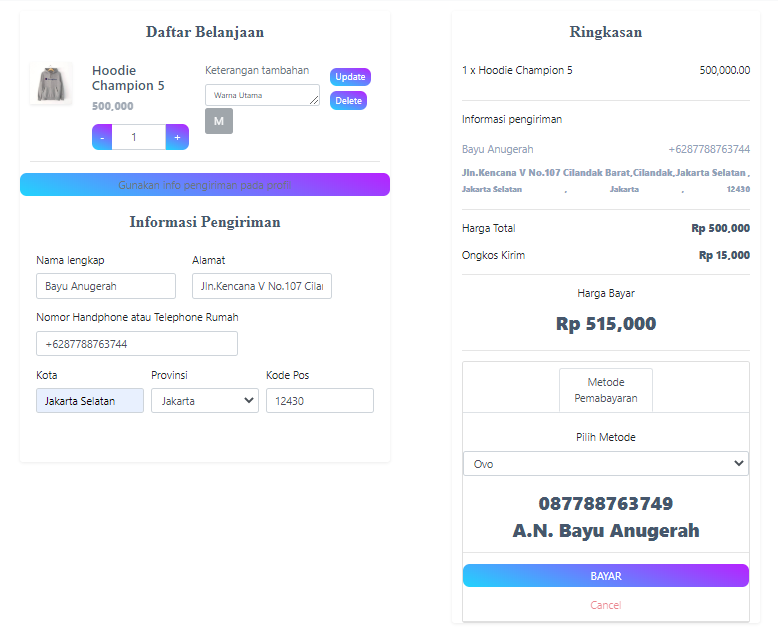 Daftar Belanjaan
Hoodie
Champion 5
500,000
-
1
+
Keterangan tambahan
Warna Utama
M
Update
Delete
Gunakan info pengiriman pada profil
Informasi Pengiriman
Nama lengkap
Alamat
Bayu Anugerah
Jln.Kencana V No.107 Cila
Nomor Handphone atau Telephone Rumah
+6287788763744
Kota
Provinsi
Kode Pos
Jakarta Selatan
Jakarta
12430
Ringkasan
1 x Hoodie Champion 5 500,000.00
Informasi pengiriman
Bayu Anugerah +6287788763744
Jln.Kencana V No.107 Cilandak Barat,Cilandak,Jakarta Selatan ,
Jakarta Selatan , Jakarta , 12430
Harga Total Rp 500,000
Ongkos Kirim Rp 15,000
Harga Bayar
Rp 515,000
Metode
Pemabayaran
Pilih Metode
Ovo
087788763749
A.N. Bayu Anugerah
BAYAR
Cancel